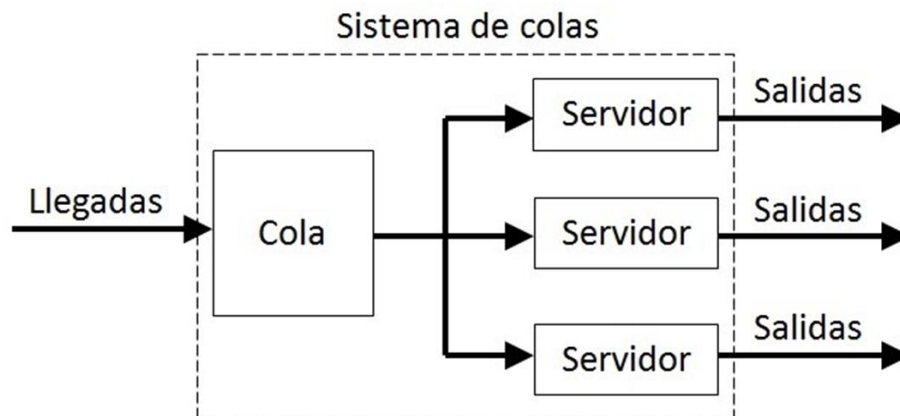 Sistema de colas
Llegadas
Cola
Servidor
Salidas
Servidor
Salidas
Servidor
Salidas